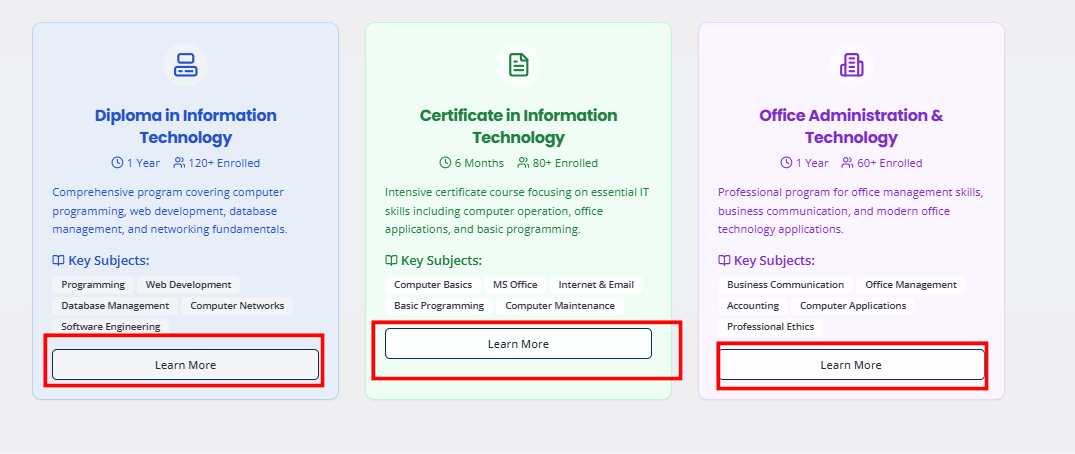 Diploma in Information
Technology
1 Year 120+ Enrolled
Comprehensive program covering computer
programming, web development, database
management, and networking fundamentals.
Key Subjects:
Programming Web Development
Database Management Computer Networks
Software Engineering
Learn More
Certificate in Information
Technology
6 Months 80+ Enrolled
Intensive certificate course focusing on essential IT
skills including computer operation, office
applications, and basic programming.
Key Subjects:
Computer Basics MS Office Internet & Email
Basic Programming Computer Maintenance
Learn More
Office Administration &
Technology
1 Year 60+ Enrolled
Professional program for office management skills,
business communication, and modern office
technology applications.
Key Subjects:
Business Communication Office Management
Accounting Computer Applications
Professional Ethics
Learn More